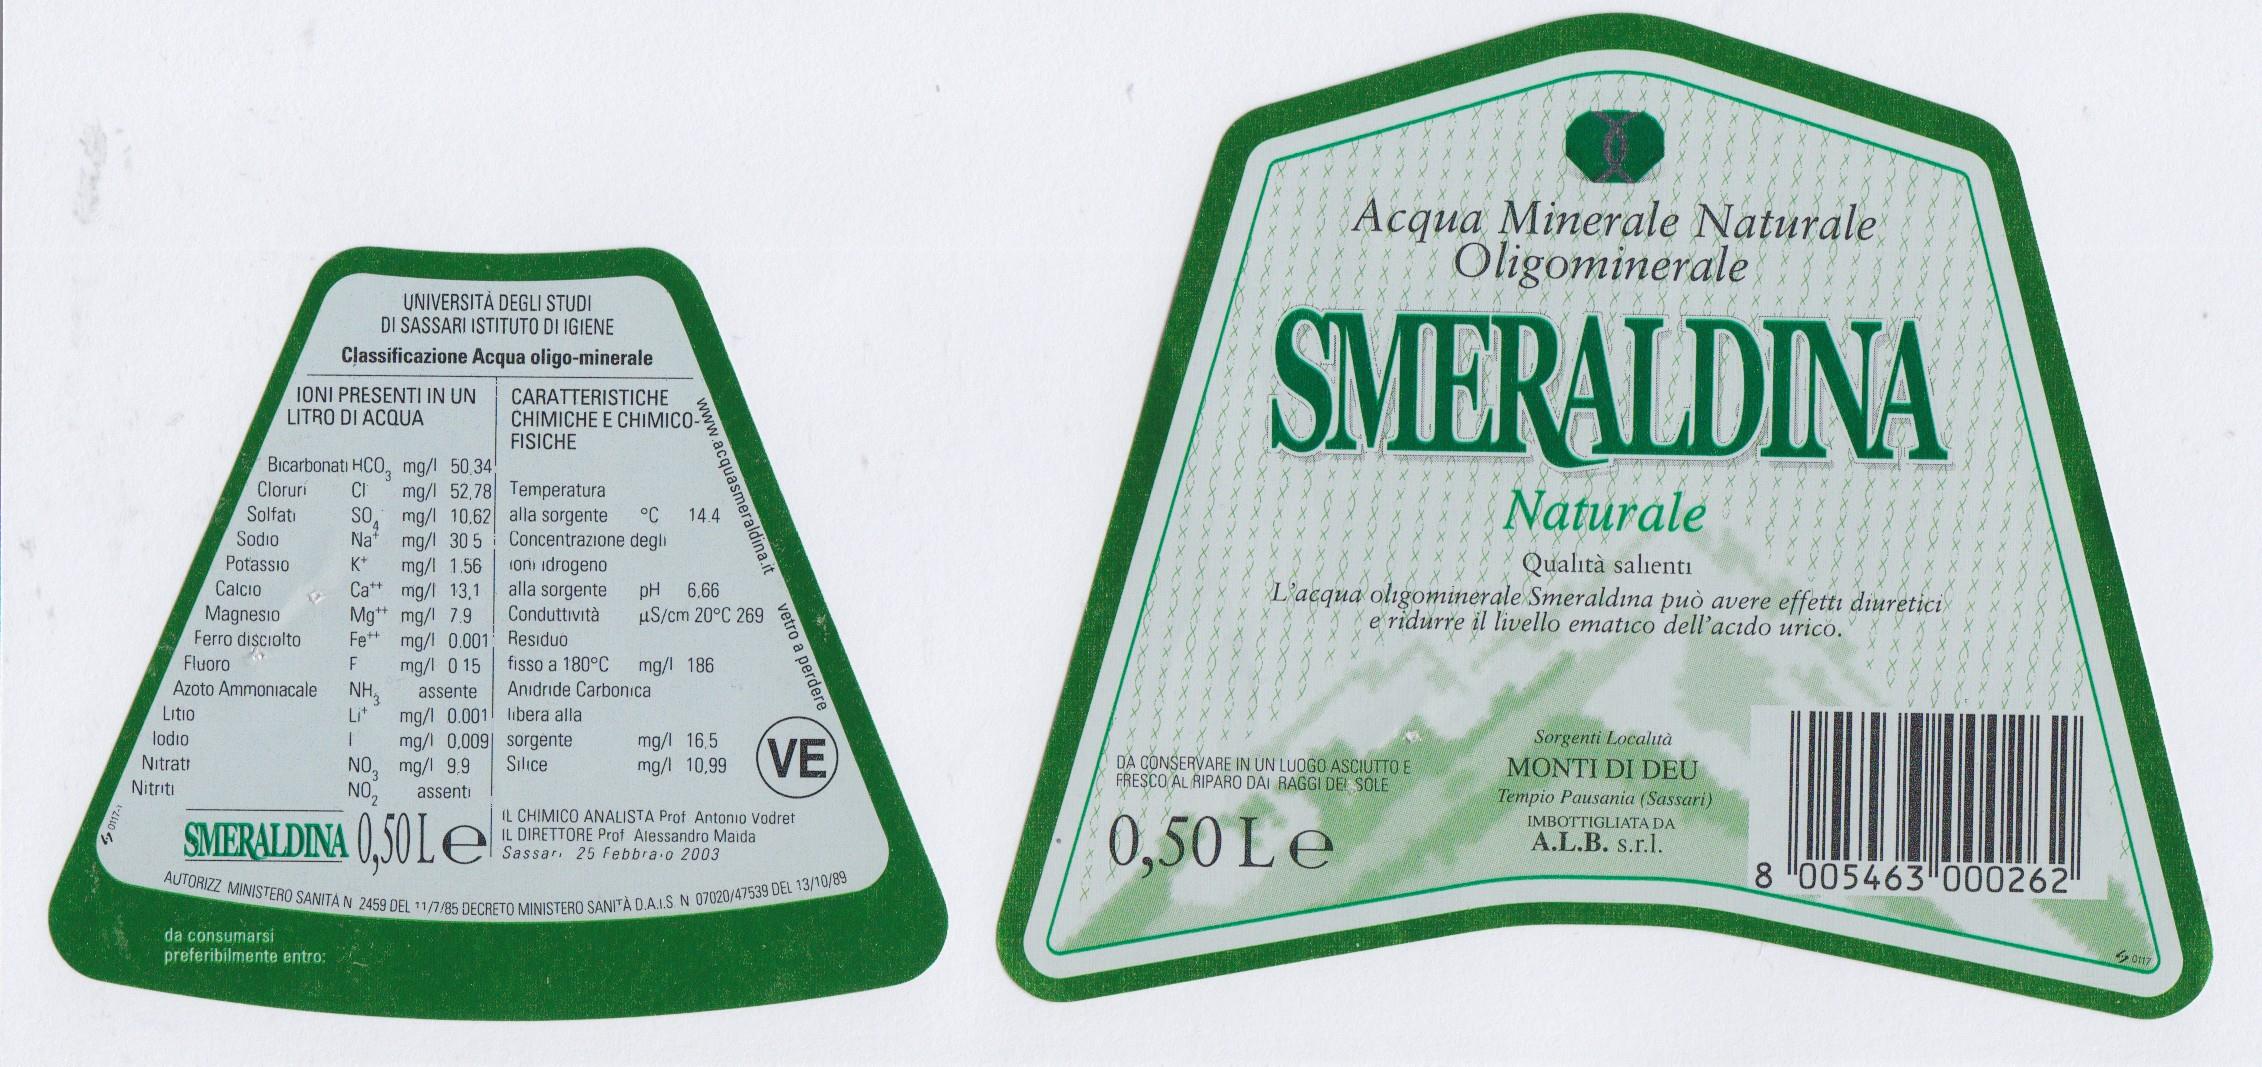 UNIVERSITÀ DEGLI STUDI
DI SASSARI ISTITUTO DI IGIENE
Classificazione Acqua oligo-minerale
IONI PRESENTI IN UN
LITRO DI ACQUA
Bicarbonati HCO3 mg/l 50,34
Cloruri Cl mg/l 52,78
Solfati SO4 mg/l 10.62
Sodio Na+ mg/l 30 5
Potassio K+ mg/l 1.56
Calcio Ca++ mg/l 13,1
Magnesio Mg++ mg/l 7.9
Ferro disciolto Fe++ mg/l 0.001
Fluoro F mg/l 0 15
Azoto Ammoniacale NH3 assente
Litio Li+ mg/l 0.001
Iodio I mg/l 0,009
Nitrati NO3 mg/l 9.9
Nitriti NO2 assenti
CARATTERISTICHE
CHIMICHE E CHIMICO-
FISICHE
Temperatura
alla sorgente °C 14.4
Concentrazione degli
ioni idrogeno
alla sorgente pH 6,66
Conduttività µS/cm 20°C 269
Residuo
fisso a 180°C mg/l 186
Anidride Carbonica
libera alla
sorgente mg/l 16,5
Silice mg/l 10,99
www.acquasmeraldina.it
vetro a perdere
VE
0117-1
SMERALDINA 0,50 L e
IL CHIMICO ANALISTA Prof Antonio Vodret
IL DIRETTORE Prof Alessandro Maida
Sassari 25 Febbraio 2003
AUTORIZZ MINISTERO SANITÀ N 2459 DEL 11/7/85 DECRETO MINISTERO SANITÀ D.A.I.S. N 07020/47539 DEL 13/10/89
da consumarsi
preferibilmente entro:
Acqua Minerale Naturale
Oligominerale
SMERALDINA
Naturale
Qualità salienti
L'acqua oligominerale Smeraldina può avere effetti diuretici
e ridurre il livello ematico dell'acido urico.
DA CONSERVARE IN UN LUOGO ASCIUTTO E
FRESCO AL RIPARO DAI RAGGI DEL SOLE
0,50 L e
Sorgenti Località
MONTI DI DEU
Tempio Pausania (Sassari)
IMBOTTIGLIATA DA
A.L.B. s.r.l.
8 005463 000262
0117